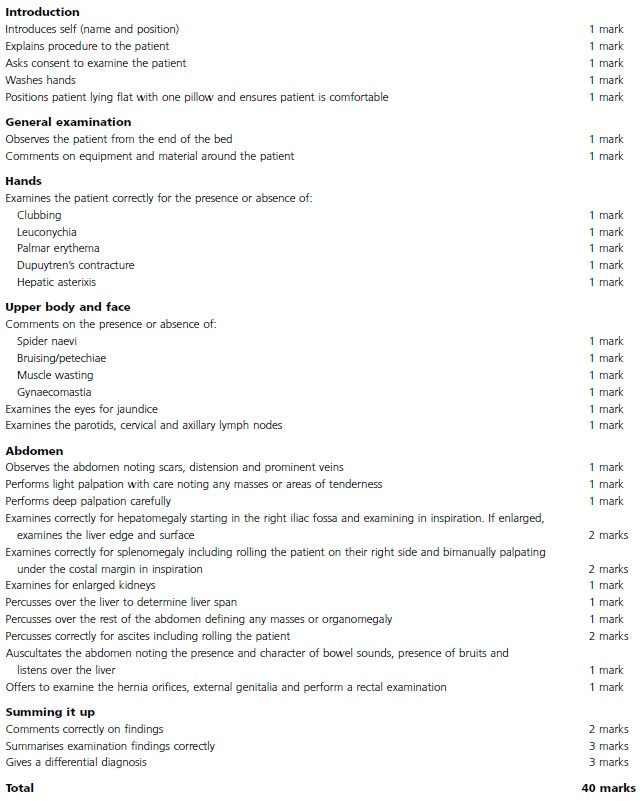 Introduction
Introduces self (name and position) 1 mark
Explains procedure to the patient 1 mark
Asks consent to examine the patient 1 mark
Washes hands 1 mark
Positions patient lying flat with one pillow and ensures patient is comfortable 1 mark
General examination
Observes the patient from the end of the bed 1 mark
Comments on equipment and material around the patient 1 mark
Hands
Examines the patient correctly for the presence or absence of:
Clubbing 1 mark
Leuconychia 1 mark
Palmar erythema 1 mark
Dupuytren's contracture 1 mark
Hepatic asterixis 1 mark
Upper body and face
Comments on the presence or absence of:
Spider naevi 1 mark
Bruising/petechiae 1 mark
Muscle wasting 1 mark
Gynaecomastia 1 mark
Examines the eyes for jaundice 1 mark
Examines the parotids, cervical and axillary lymph nodes 1 mark
Abdomen
Observes the abdomen noting scars, distension and prominent veins 1 mark
Performs light palpation with care noting any masses or areas of tenderness 1 mark
Performs deep palpation carefully 1 mark
Examines correctly for hepatomegaly starting in the right iliac fossa and examining in inspiration. If enlarged,
examines the liver edge and surface 2 marks
Examines correctly for splenomegaly including rolling the patient on their right side and bimanually palpating
under the costal margin in inspiration 2 marks
Examines for enlarged kidneys 1 mark
Percusses over the liver to determine liver span 1 mark
Percusses over the rest of the abdomen defining any masses or organomegaly 1 mark
Percusses correctly for ascites including rolling the patient 2 marks
Auscultates the abdomen noting the presence and character of bowel sounds, presence of bruits and
listens over the liver 1 mark
Offers to examine the hernia orifices, external genitalia and perform a rectal examination 1 mark
Summing it up
Comments correctly on findings 2 marks
Summarises examination findings correctly 3 marks
Gives a differential diagnosis 3 marks
Total 40 marks